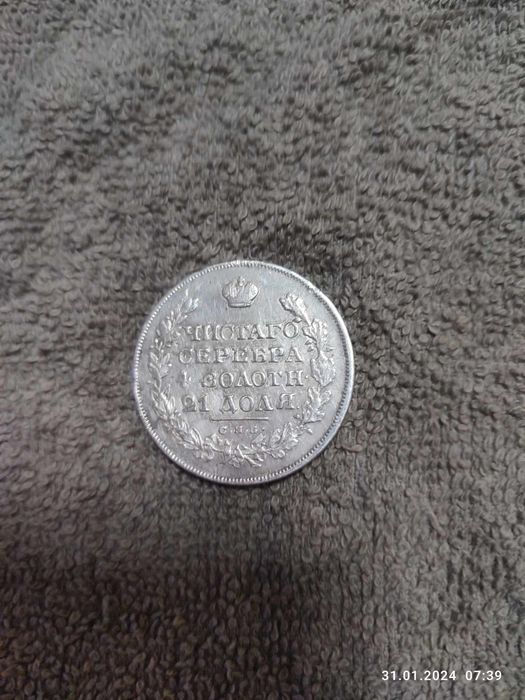 ЧИСТАГО
СЕРЕБРА
4 ЗОЛОТН
21 ДОЛЯ
С.П.Б.
31.01.2024 07:39